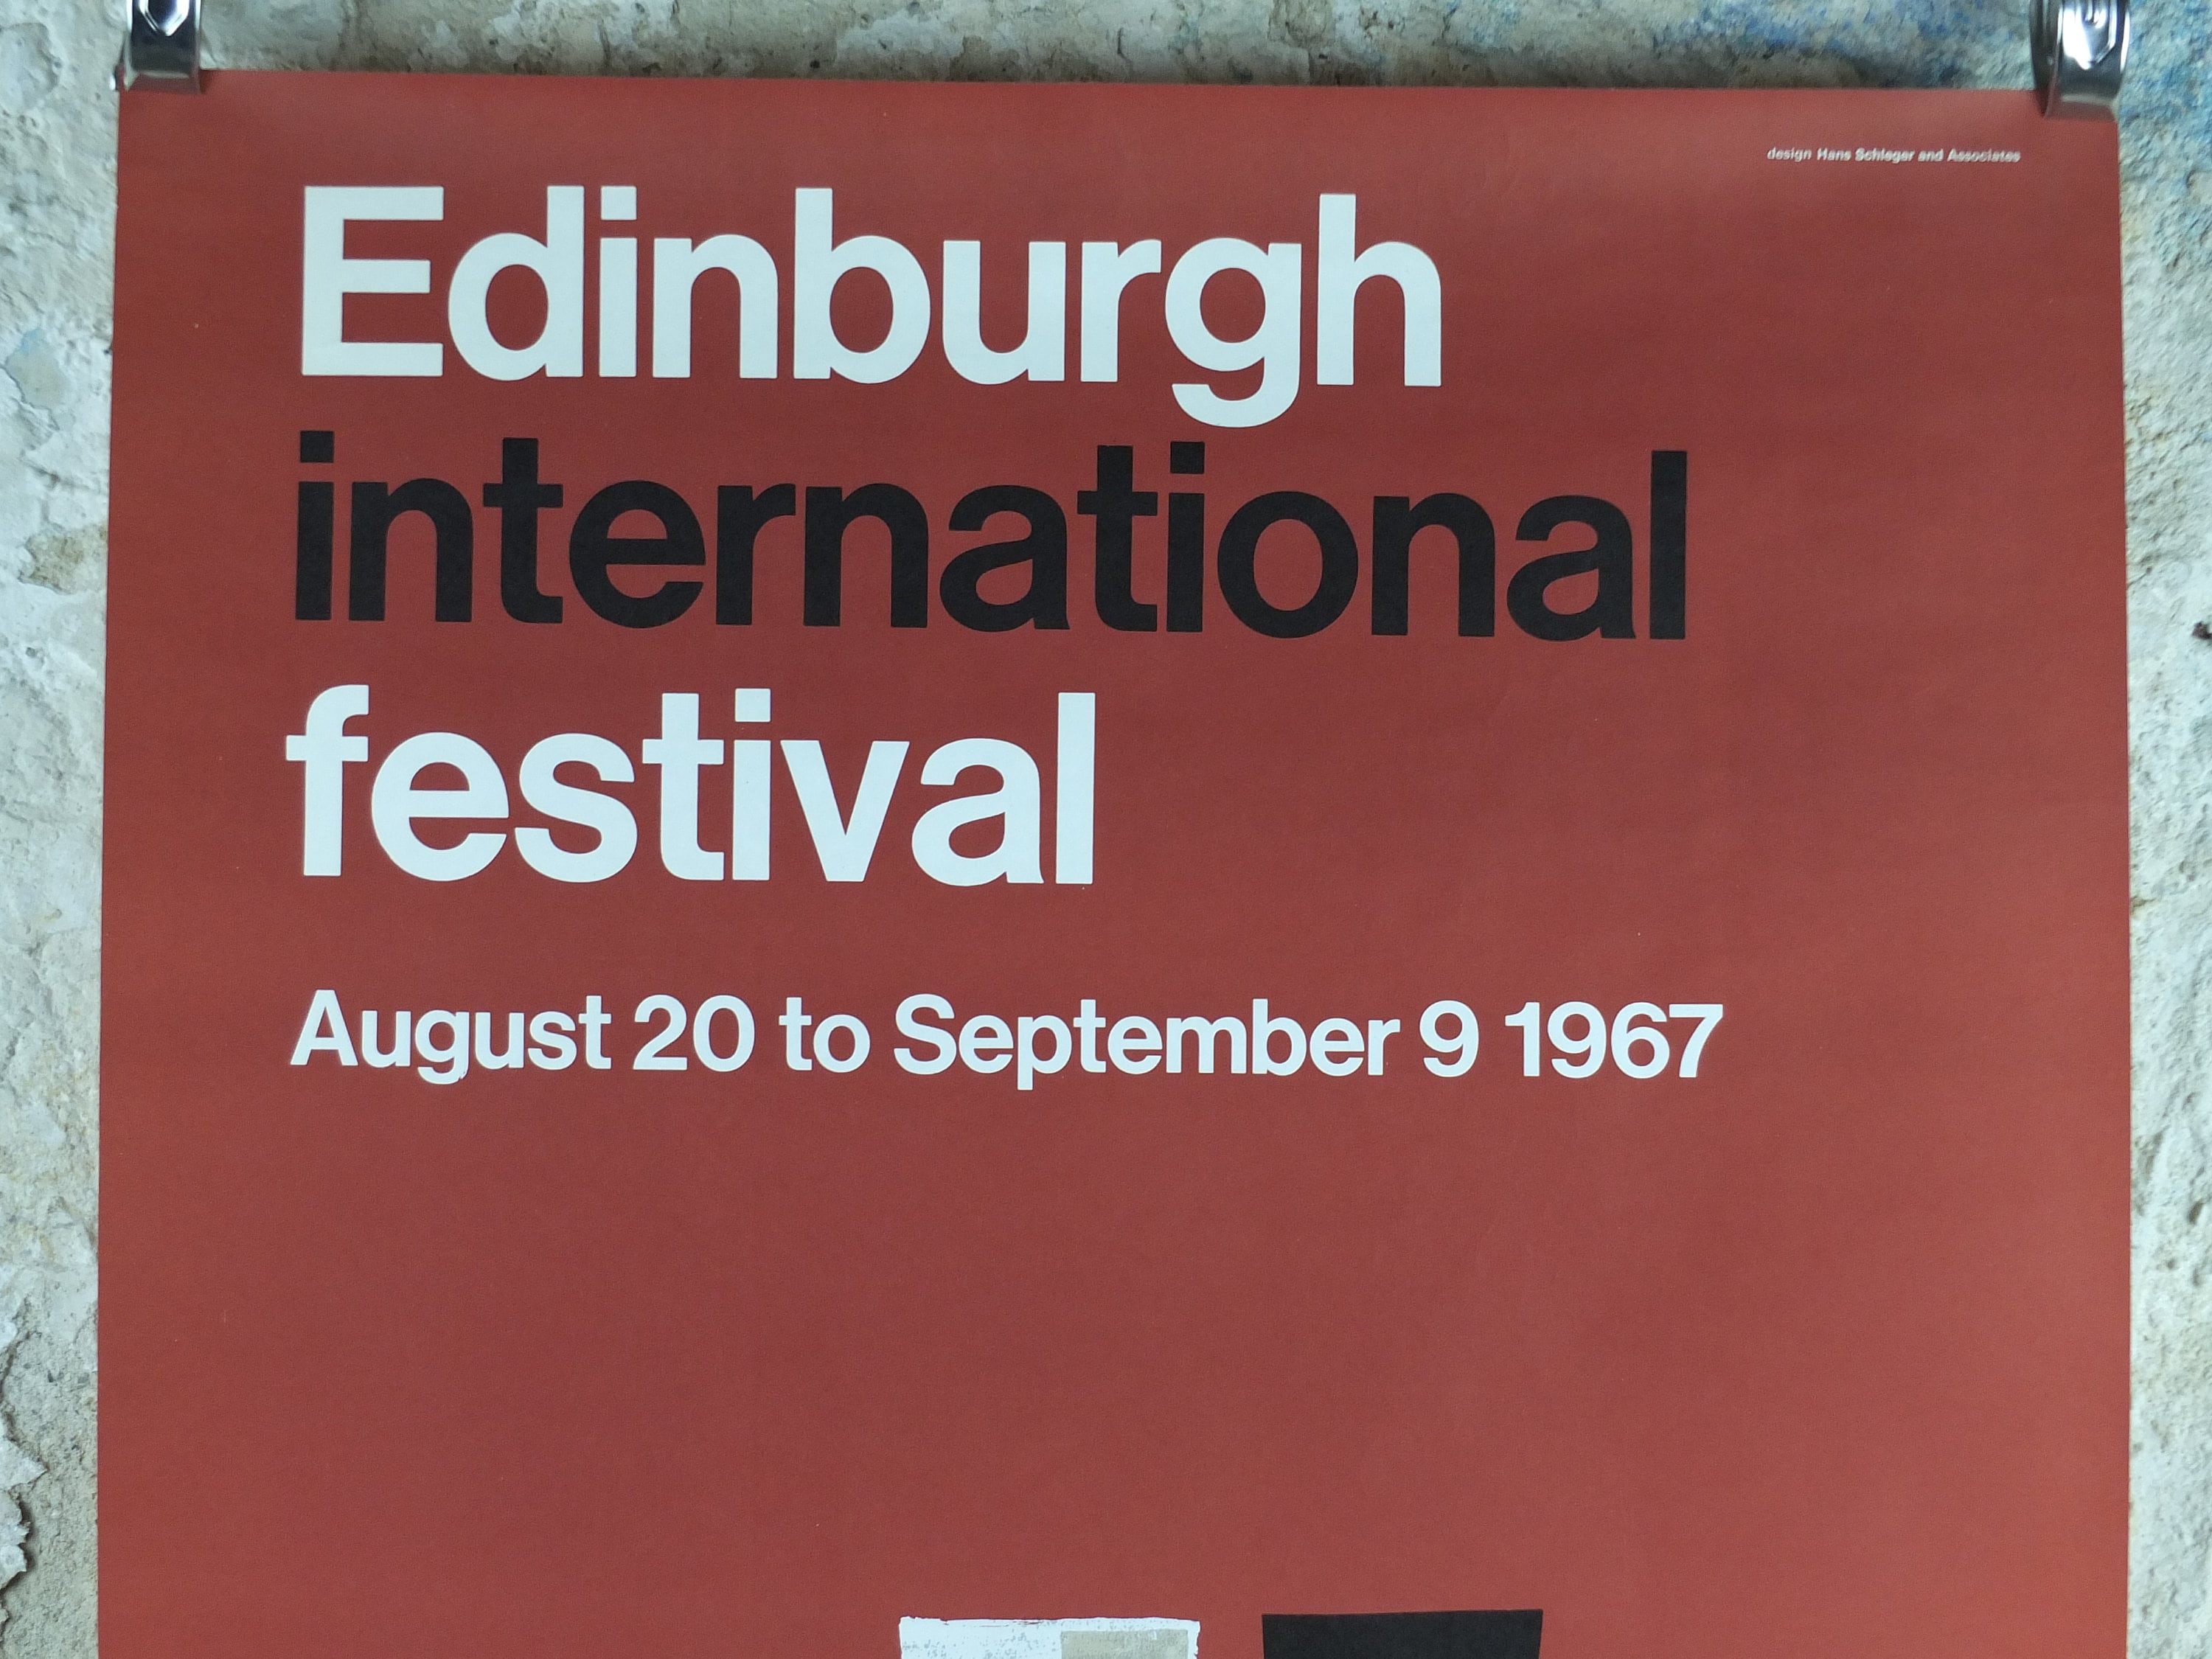 design Hans Schleger and Associates
Edinburgh
international
festival
August 20 to September 9 1967